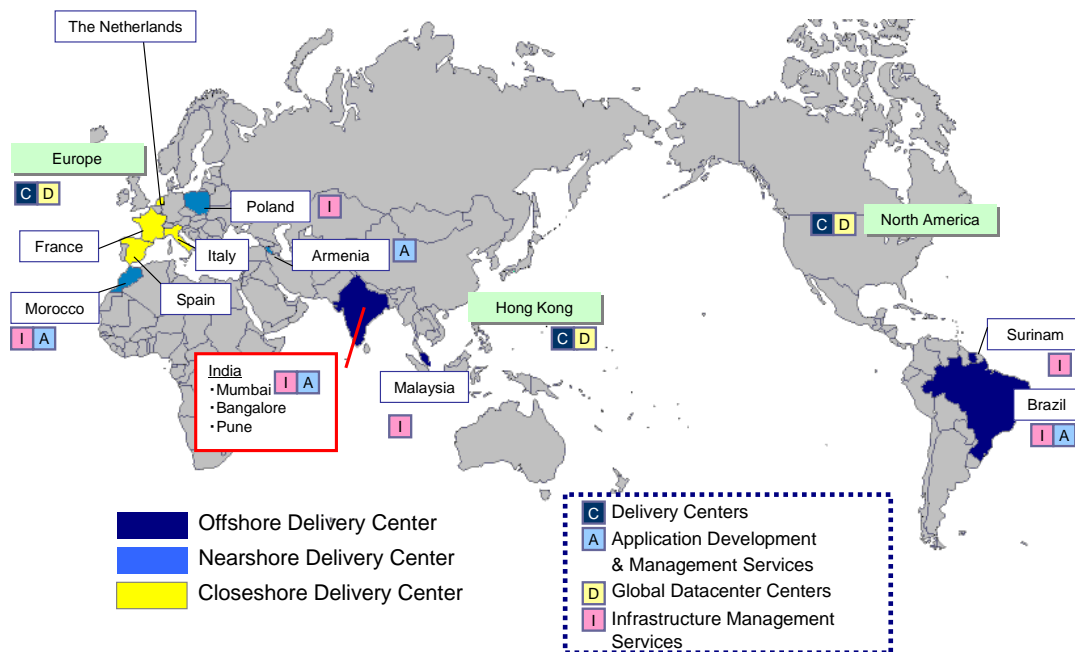 The Netherlands
Europe
C D
Poland
I
France
Italy
Armenia
A
Morocco
I A
Spain
Hong Kong
C D
C D
North America
India
・Mumbai
I A
・Bangalore
・Pune
Malaysia
I
Surinam
I
Brazil
I A
Offshore Delivery Center
Nearshore Delivery Center
Closeshore Delivery Center
C Delivery Centers
A Application Development
& Management Services
D Global Datacenter Centers
I Infrastructure Management
Services